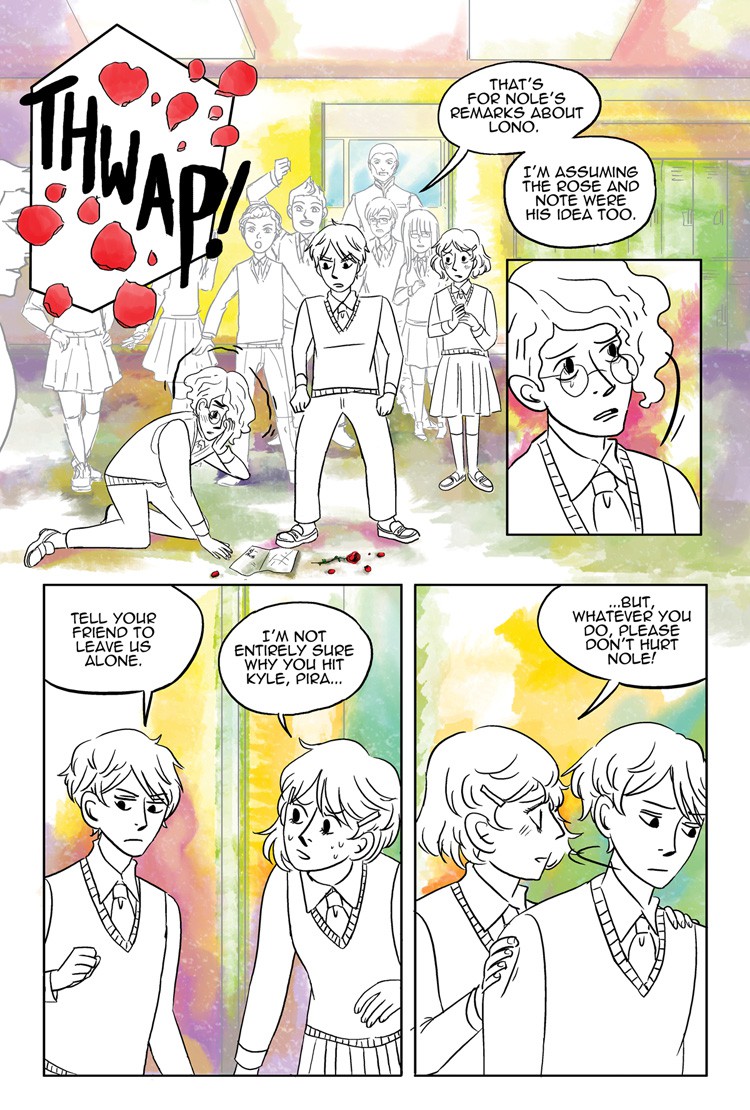 THWAP!
THAT'S
FOR NOLE'S
REMARKS ABOUT
LONO.
I'M ASSUMING
THE ROSE AND
NOTE WERE
HIS IDEA TOO.
TELL YOUR
FRIEND TO
LEAVE US
ALONE.
I'M NOT
ENTIRELY SURE
WHY YOU HIT
KYLE, PIRA...
...BUT,
WHATEVER YOU
DO, PLEASE
DON'T HURT
NOLE!